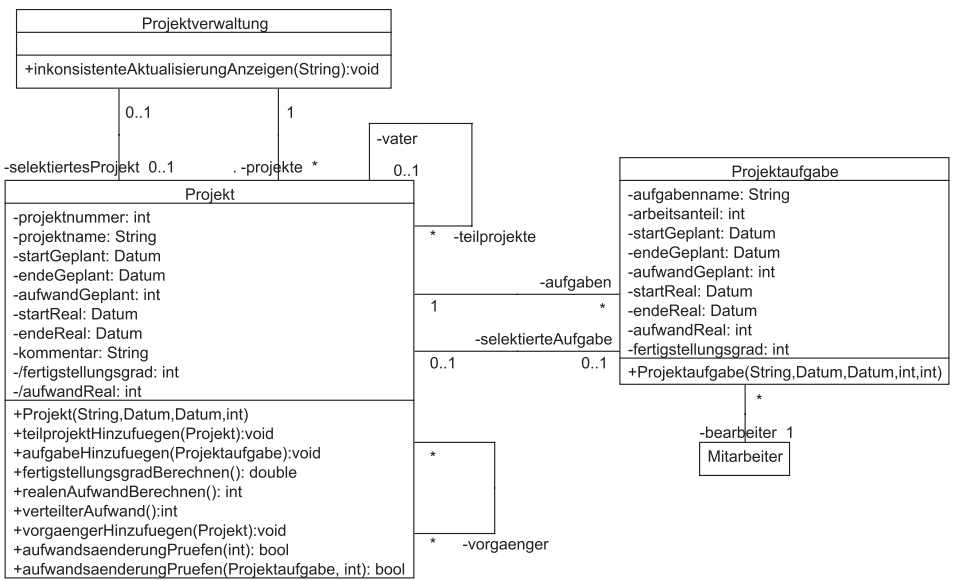 Projektverwaltung
+inkonsistenteAktualisierungAnzeigen(String):void
0..1
1
-selektiertesProjekt 0..1
. -projekte *
-vater
0..1
* -teilprojekte
Projekt
-projektnummer: int
-projektname: String
-startGeplant: Datum
-endeGeplant: Datum
-aufwandGeplant: int
-startReal: Datum
-endeReal: Datum
-kommentar: String
-/fertigstellungsgrad: int
-/aufwandReal: int
+Projekt(String,Datum,Datum,int)
+teilprojektHinzufuegen(Projekt):void
+aufgabeHinzufuegen(Projektaufgabe):void
+fertigstellungsgradBerechnen(): double
+realenAufwandBerechnen(): int
+verteilterAufwand():int
+vorgaengerHinzufuegen(Projekt):void
+aufwandsaenderungPruefen(int): bool
+aufwandsaenderungPruefen(Projektaufgabe, int): bool
-aufgaben
1
*
-selektierteAufgabe
0..1
0..1
*
* -vorgaenger
Projektaufgabe
-aufgabenname: String
-arbeitsanteil: int
-startGeplant: Datum
-endeGeplant: Datum
-aufwandGeplant: int
-startReal: Datum
-endeReal: Datum
-aufwandReal: int
-fertigstellungsgrad: int
+Projektaufgabe(String,Datum,Datum,int,int)
*
-bearbeiter 1
Mitarbeiter